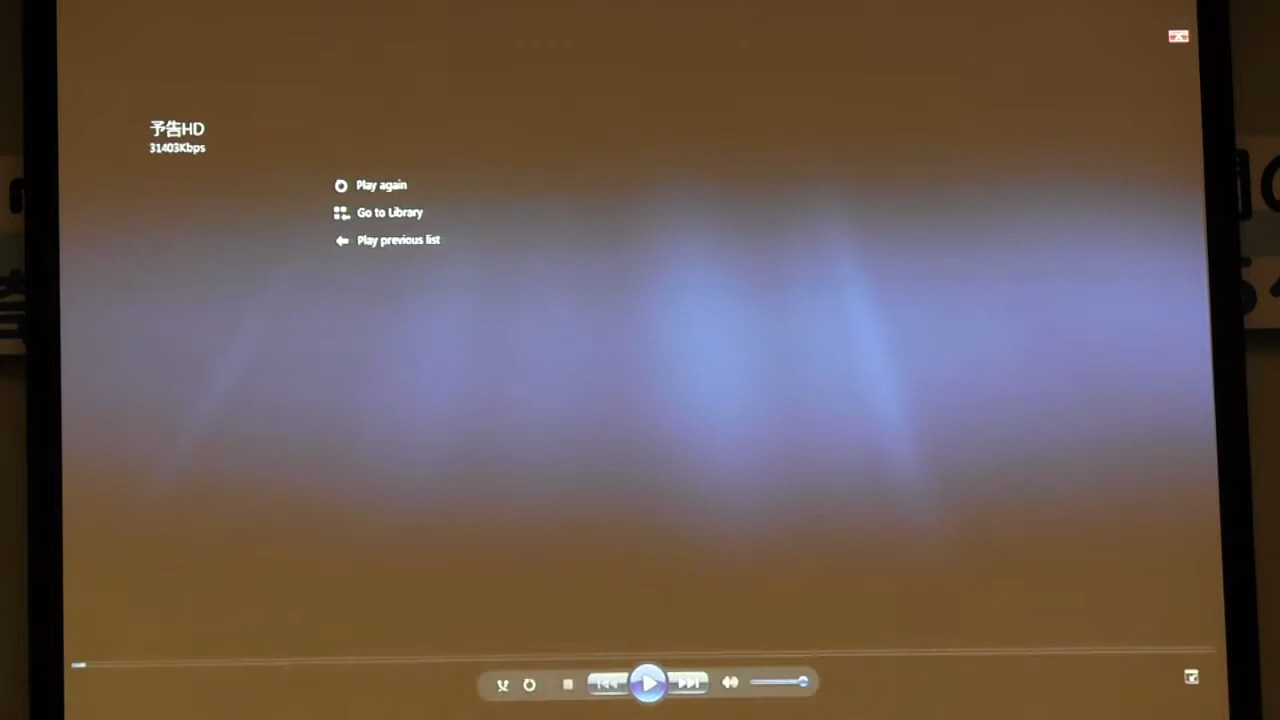 予告HD
31403Kbps
Play again
Go to Library
Play previous list